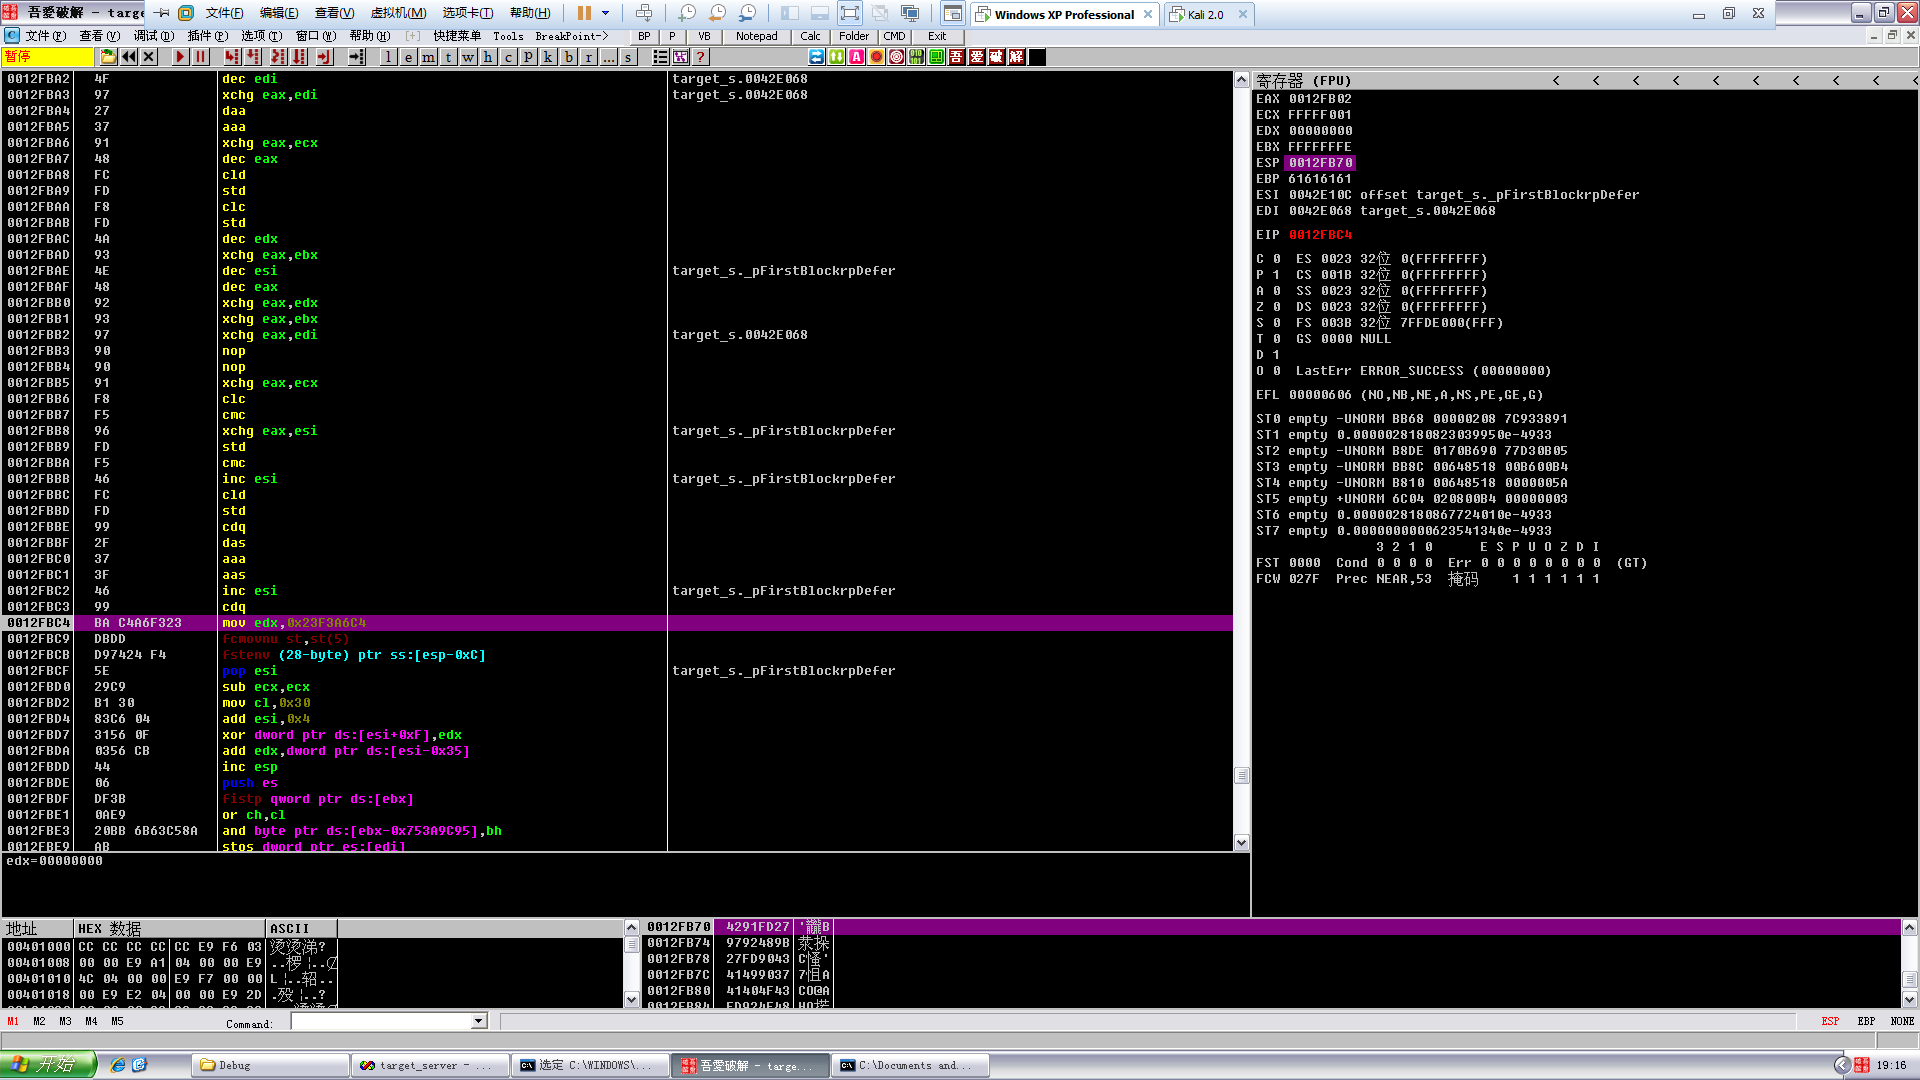 吾爱破解 - targe
文件(F) 编辑(E) 查看(V) 虚拟机(M) 选项卡(T) 帮助(H)
Windows XP Professional
Kali 2.0
文件(F) 查看(V) 调试(D) 插件(P) 选项(T) 窗口(W) 帮助(H) [+] 快捷菜单 Tools BreakPoint-> BP P VB Notepad Calc Folder CMD Exit
暂停
l e m t w h c p k b r ... s
吾 爱 破 解
0012FBA2 4F dec edi target_s.0042E068
0012FBA3 97 xchg eax,edi target_s.0042E068
0012FBA4 27 daa
0012FBA5 37 aaa
0012FBA6 91 xchg eax,ecx
0012FBA7 48 dec eax
0012FBA8 FC cld
0012FBA9 FD std
0012FBAA F8 clc
0012FBAB FD std
0012FBAC 4A dec edx
0012FBAD 93 xchg eax,ebx
0012FBAE 4E dec esi target_s._pFirstBlockrpDefer
0012FBAF 48 dec eax
0012FBB0 92 xchg eax,edx
0012FBB1 93 xchg eax,ebx
0012FBB2 97 xchg eax,edi target_s.0042E068
0012FBB3 90 nop
0012FBB4 90 nop
0012FBB5 91 xchg eax,ecx
0012FBB6 F8 clc
0012FBB7 F5 cmc
0012FBB8 96 xchg eax,esi target_s._pFirstBlockrpDefer
0012FBB9 FD std
0012FBBA F5 cmc
0012FBBB 46 inc esi target_s._pFirstBlockrpDefer
0012FBBC FC cld
0012FBBD FD std
0012FBBE 99 cdq
0012FBBF 2F das
0012FBC0 37 aaa
0012FBC1 3F aas
0012FBC2 46 inc esi target_s._pFirstBlockrpDefer
0012FBC3 99 cdq
0012FBC4 BA C4A6F323 mov edx,0x23F3A6C4
0012FBC9 DBDD fcmovnu st,st(5)
0012FBCB D97424 F4 fstenv (28-byte) ptr ss:[esp-0xC]
0012FBCF 5E pop esi target_s._pFirstBlockrpDefer
0012FBD0 29C9 sub ecx,ecx
0012FBD2 B1 30 mov cl,0x30
0012FBD4 83C6 04 add esi,0x4
0012FBD7 3156 0F xor dword ptr ds:[esi+0xF],edx
0012FBDA 0356 CB add edx,dword ptr ds:[esi-0x35]
0012FBDD 44 inc esp
0012FBDE 06 push es
0012FBDF DF3B fistp qword ptr ds:[ebx]
0012FBE1 0AE9 or ch,cl
0012FBE3 20BB 6B63C58A and byte ptr ds:[ebx-0x753A9C95],bh
0012FBE9 AB stos dword ptr es:[edi]
edx=00000000
寄存器 (FPU) < < < < < < < < < <
EAX 0012FB02
ECX FFFFF001
EDX 00000000
EBX FFFFFFFE
ESP 0012FB70
EBP 61616161
ESI 0042E10C offset target_s._pFirstBlockrpDefer
EDI 0042E068 target_s.0042E068
EIP 0012FBC4
C 0 ES 0023 32位 0(FFFFFFFF)
P 1 CS 001B 32位 0(FFFFFFFF)
A 0 SS 0023 32位 0(FFFFFFFF)
Z 0 DS 0023 32位 0(FFFFFFFF)
S 0 FS 003B 32位 7FFDE000(FFF)
T 0 GS 0000 NULL
D 1
O 0 LastErr ERROR_SUCCESS (00000000)
EFL 00000606 (NO,NB,NE,A,NS,PE,GE,G)
ST0 empty -UNORM BB68 00000208 7C933891
ST1 empty 0.0000028180823039950e-4933
ST2 empty -UNORM B8DE 0170B690 77D30B05
ST3 empty -UNORM BB8C 00648518 00B600B4
ST4 empty -UNORM B810 00648518 0000005A
ST5 empty +UNORM 6C04 020800B4 00000003
ST6 empty 0.0000028180867724010e-4933
ST7 empty 0.0000000000623541340e-4933
3 2 1 0 E S P U O Z D I
FST 0000 Cond 0 0 0 0 Err 0 0 0 0 0 0 0 0 (GT)
FCW 027F Prec NEAR,53 掩码 1 1 1 1 1 1
地址 HEX 数据 ASCII
00401000 CC CC CC CC CC E9 F6 03 烫烫涕?
00401008 00 00 E9 A1 04 00 00 E9
00401010 4C 04 00 00 E9 F7 00 00
00401018 00 E9 E2 04 00 00 E9 2D
0012FB70 4291FD27
0012FB74 9792489B
0012FB78 27FD9043
0012FB7C 41499037
0012FB80 41404F43 CO@A
0012FB84 FD924F48
M1 M2 M3 M4 M5 Command: ESP EBP NONE
开始 Debug target_server - ... 选定 C:\WINDOWS\... 吾爱破解 - targe... C:\Documents and... 19:16